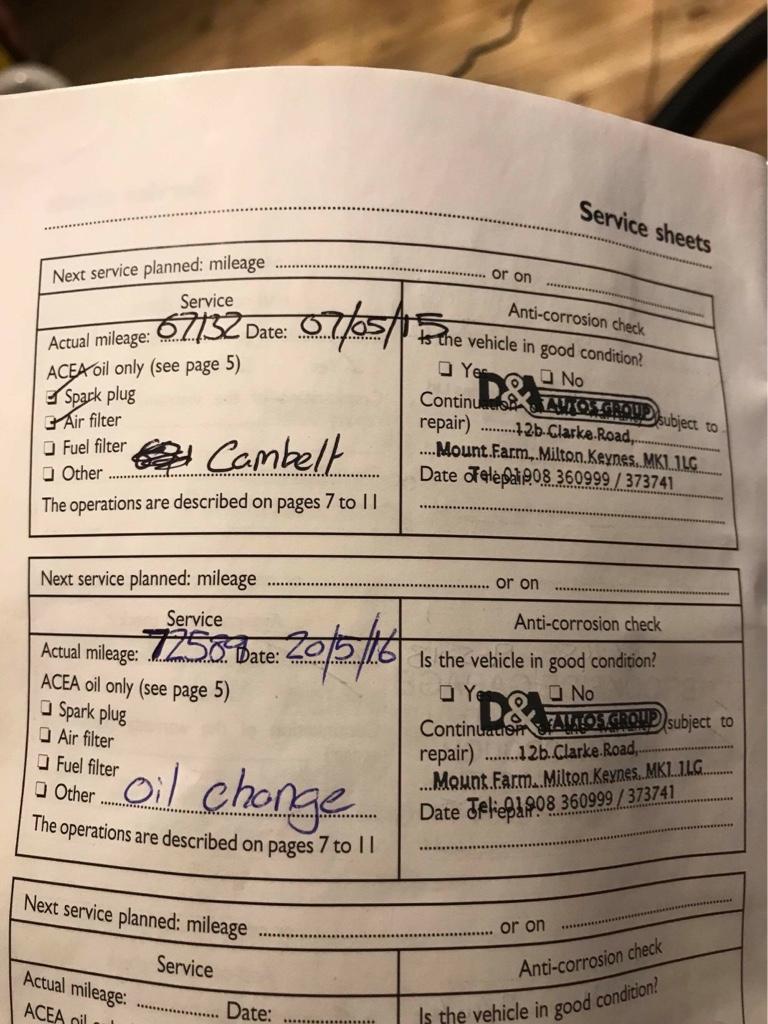 Service sheets
Next service planned: mileage ........ or on ........
Service
Anti-corrosion check
Actual mileage: 67132 Date: 07/05/15
Is the vehicle in good condition?
ACEA oil only (see page 5)
☐ Yes ☐ No
☑ Spark plug
☑ Air filter
☐ Fuel filter
☐ Other Cambelt
The operations are described on pages 7 to 11
Continuation of the warranty (subject to
repair)
D&A AUTOS GROUP
12b Clarke Road,
Mount Farm, Milton Keynes, MK1 1LG
Date of repair:
Tel: 01908 360999 / 373741
Next service planned: mileage ........ or on ........
Service
Anti-corrosion check
Actual mileage: 72589 Date: 20/5/16
Is the vehicle in good condition?
ACEA oil only (see page 5)
☐ Yes ☐ No
☐ Spark plug
☐ Air filter
☐ Fuel filter
☐ Other oil change
The operations are described on pages 7 to 11
Continuation of the warranty (subject to
repair)
D&A AUTOS GROUP
12b Clarke Road,
Mount Farm, Milton Keynes, MK1 1LG
Date of repair:
Tel: 01908 360999 / 373741
Next service planned: mileage ........ or on ........
Service
Anti-corrosion check
Actual mileage: ........ Date: ........
Is the vehicle in good condition?
ACEA oil